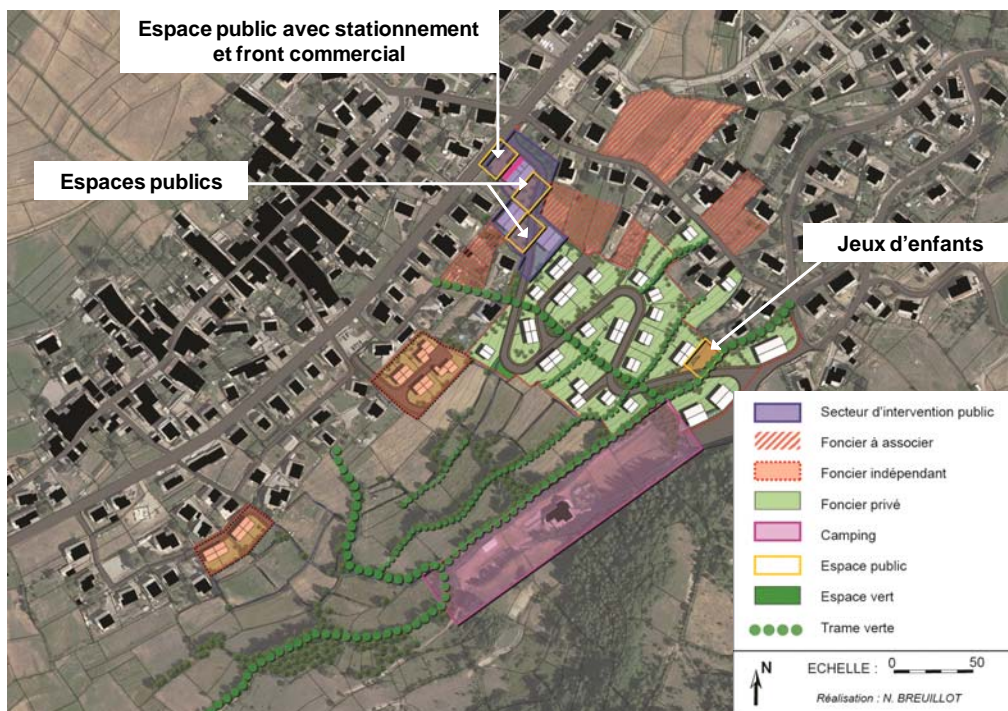 Espace public avec stationnement
et front commercial
Espaces publics
Jeux d'enfants
Secteur d'intervention public
Foncier à associer
Foncier indépendant
Foncier privé
Camping
Espace public
Espace vert
Trame verte
N
ECHELLE : 0 50
Réalisation : N. BREUILLOT